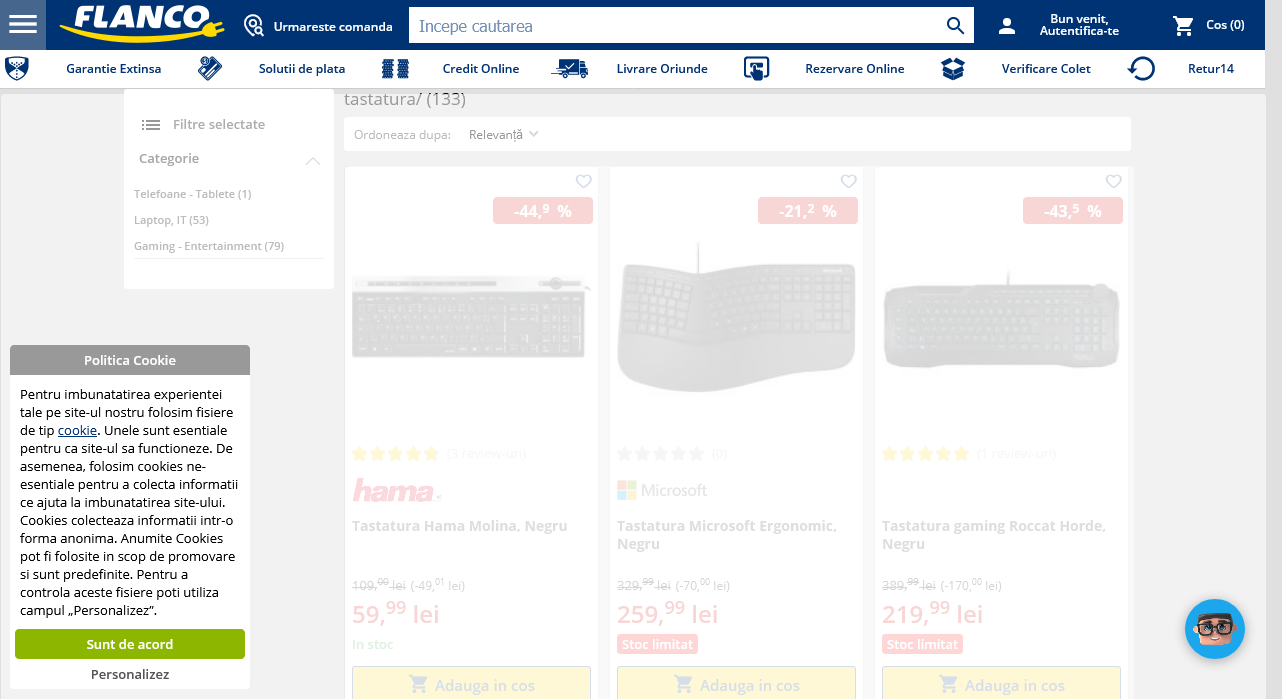 FLANCO
Urmareste comanda
Incepe cautarea
Bun venit,
Autentifica-te
Cos (0)
Garantie Extinsa
Solutii de plata
Credit Online
Livrare Oriunde
Rezervare Online
Verificare Colet
Retur14
Filtre selectate
Categorie
Telefoane - Tablete (1)
Laptop, IT (53)
Gaming - Entertainment (79)
tastatura/ (133)
Ordoneaza dupa:
Relevanță
-44,9 %
-21,2 %
-43,5 %
(3 review-uri)
(0)
(1 review-uri)
hama
Microsoft
Tastatura Hama Molina, Negru
Tastatura Microsoft Ergonomic,
Negru
Tastatura gaming Roccat Horde,
Negru
109,00 lei (-49,01 lei)
329,99 lei (-70,00 lei)
389,99 lei (-170,00 lei)
59,99 lei
259,99 lei
219,99 lei
In stoc
Stoc limitat
Stoc limitat
Adauga in cos
Adauga in cos
Adauga in cos
Politica Cookie
Pentru imbunatatirea experientei
tale pe site-ul nostru folosim fisiere
de tip cookie. Unele sunt esentiale
pentru ca site-ul sa functioneze. De
asemenea, folosim cookies ne-
esentiale pentru a colecta informatii
ce ajuta la imbunatatirea site-ului.
Cookies colecteaza informatii intr-o
forma anonima. Anumite Cookies
pot fi folosite in scop de promovare
si sunt predefinite. Pentru a
controla aceste fisiere poti utiliza
campul „Personalizez”.
Sunt de acord
Personalizez